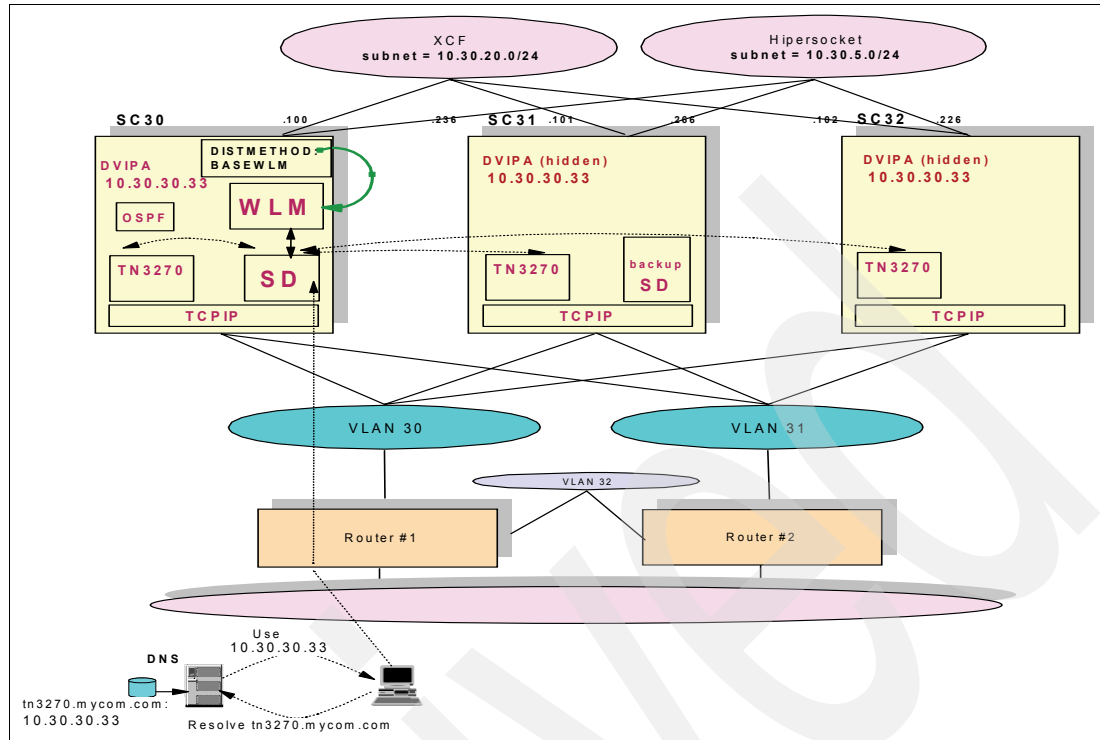 XCF
subnet = 10.30.20.0/24
Hipersocket
subnet = 10.30.5.0/24
SC30
.100
.236
SC31
.101
.266
.102
SC32
.226
DISTMETHOD:
BASEWLM
DVIPA
10.30.30.33
WLM
OSPF
TN3270
SD
TCPIP
DVIPA (hidden)
10.30.30.33
TN3270
backup
SD
TCPIP
DVIPA (hidden)
10.30.30.33
TN3270
TCPIP
VLAN 30
VLAN 31
VLAN 32
Router #1
Router #2
Use
10.30.30.33
DNS
tn3270.mycom.com:
10.30.30.33
Resolve tn3270.mycom.com